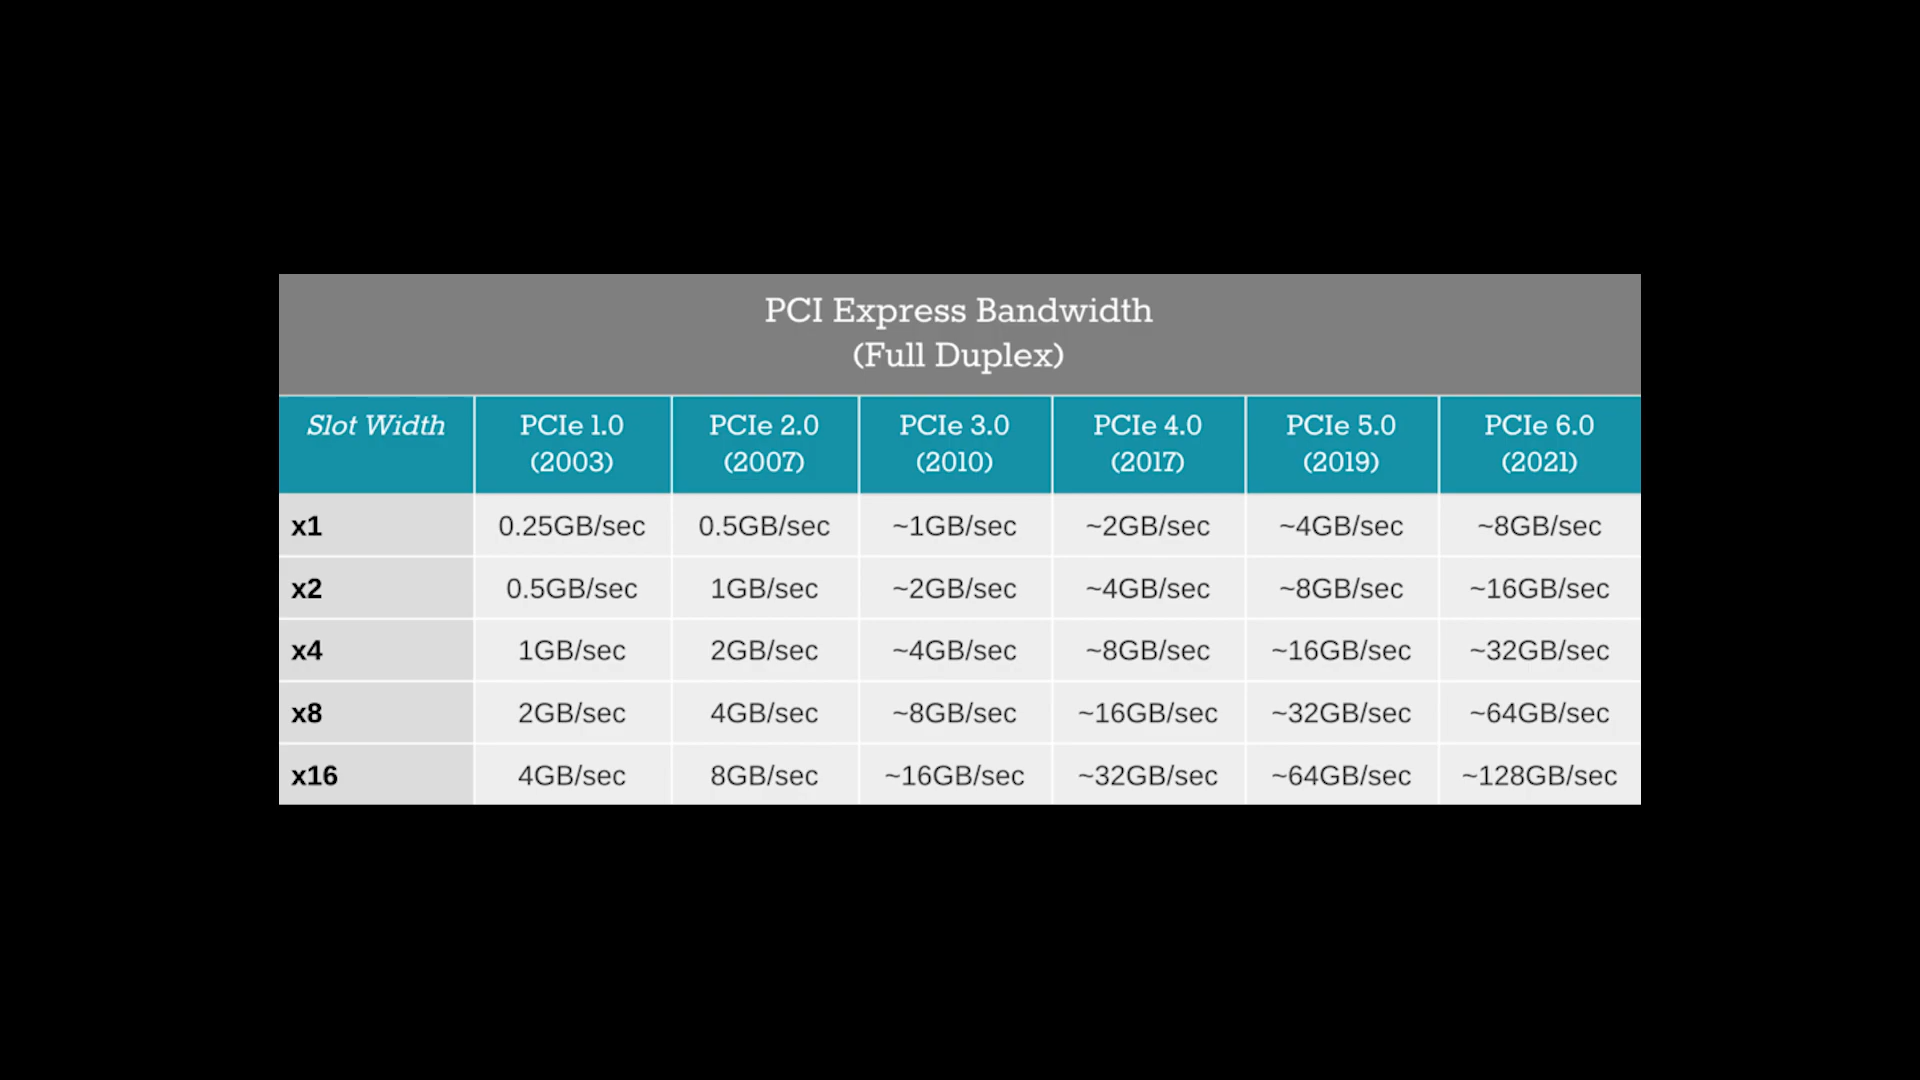 PCI Express Bandwidth
(Full Duplex)
Slot Width PCIe 1.0 PCIe 2.0 PCIe 3.0 PCIe 4.0 PCIe 5.0 PCIe 6.0
(2003) (2007) (2010) (2017) (2019) (2021)
x1 0.25GB/sec 0.5GB/sec ~1GB/sec ~2GB/sec ~4GB/sec ~8GB/sec
x2 0.5GB/sec 1GB/sec ~2GB/sec ~4GB/sec ~8GB/sec ~16GB/sec
x4 1GB/sec 2GB/sec ~4GB/sec ~8GB/sec ~16GB/sec ~32GB/sec
x8 2GB/sec 4GB/sec ~8GB/sec ~16GB/sec ~32GB/sec ~64GB/sec
x16 4GB/sec 8GB/sec ~16GB/sec ~32GB/sec ~64GB/sec ~128GB/sec